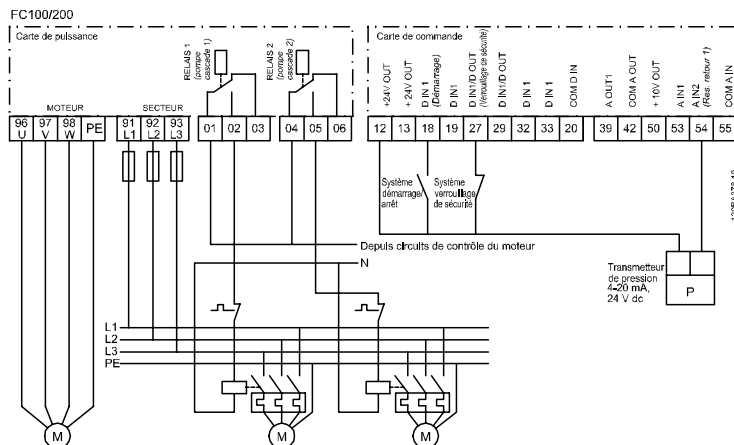 FC100/200
Carte de puissance
RELAIS 1
(pompe
cascade 1)
RELAIS 2
(pompe
cascade 2)
MOTEUR
SECTEUR
96 97 98 PE
U V W
91 92 93
L1 L2 L3
01 02 03
04 05 06
Carte de commande
+24V OUT
+ 24V OUT
D IN 1
(Démarrage)
D IN1
D IN1/D OUT
(Verrouillage de sécurité)
D IN1/D OUT
D IN 1
D IN 1
COM D IN
A OUT1
COM A OUT
+ 10V OUT
A IN1
A IN2
(Res. retour 1)
COM A IN
12 13 18 19 27 29 32 33 20
39 42 50 53 54 55
Système
démarrage/
arrêt
Système
verrouillage
de sécurité
Depuis circuits de contrôle du moteur
N
Transmetteur
de pression
4-20 mA,
24 V dc
P
L1
L2
L3
PE
M
M
M